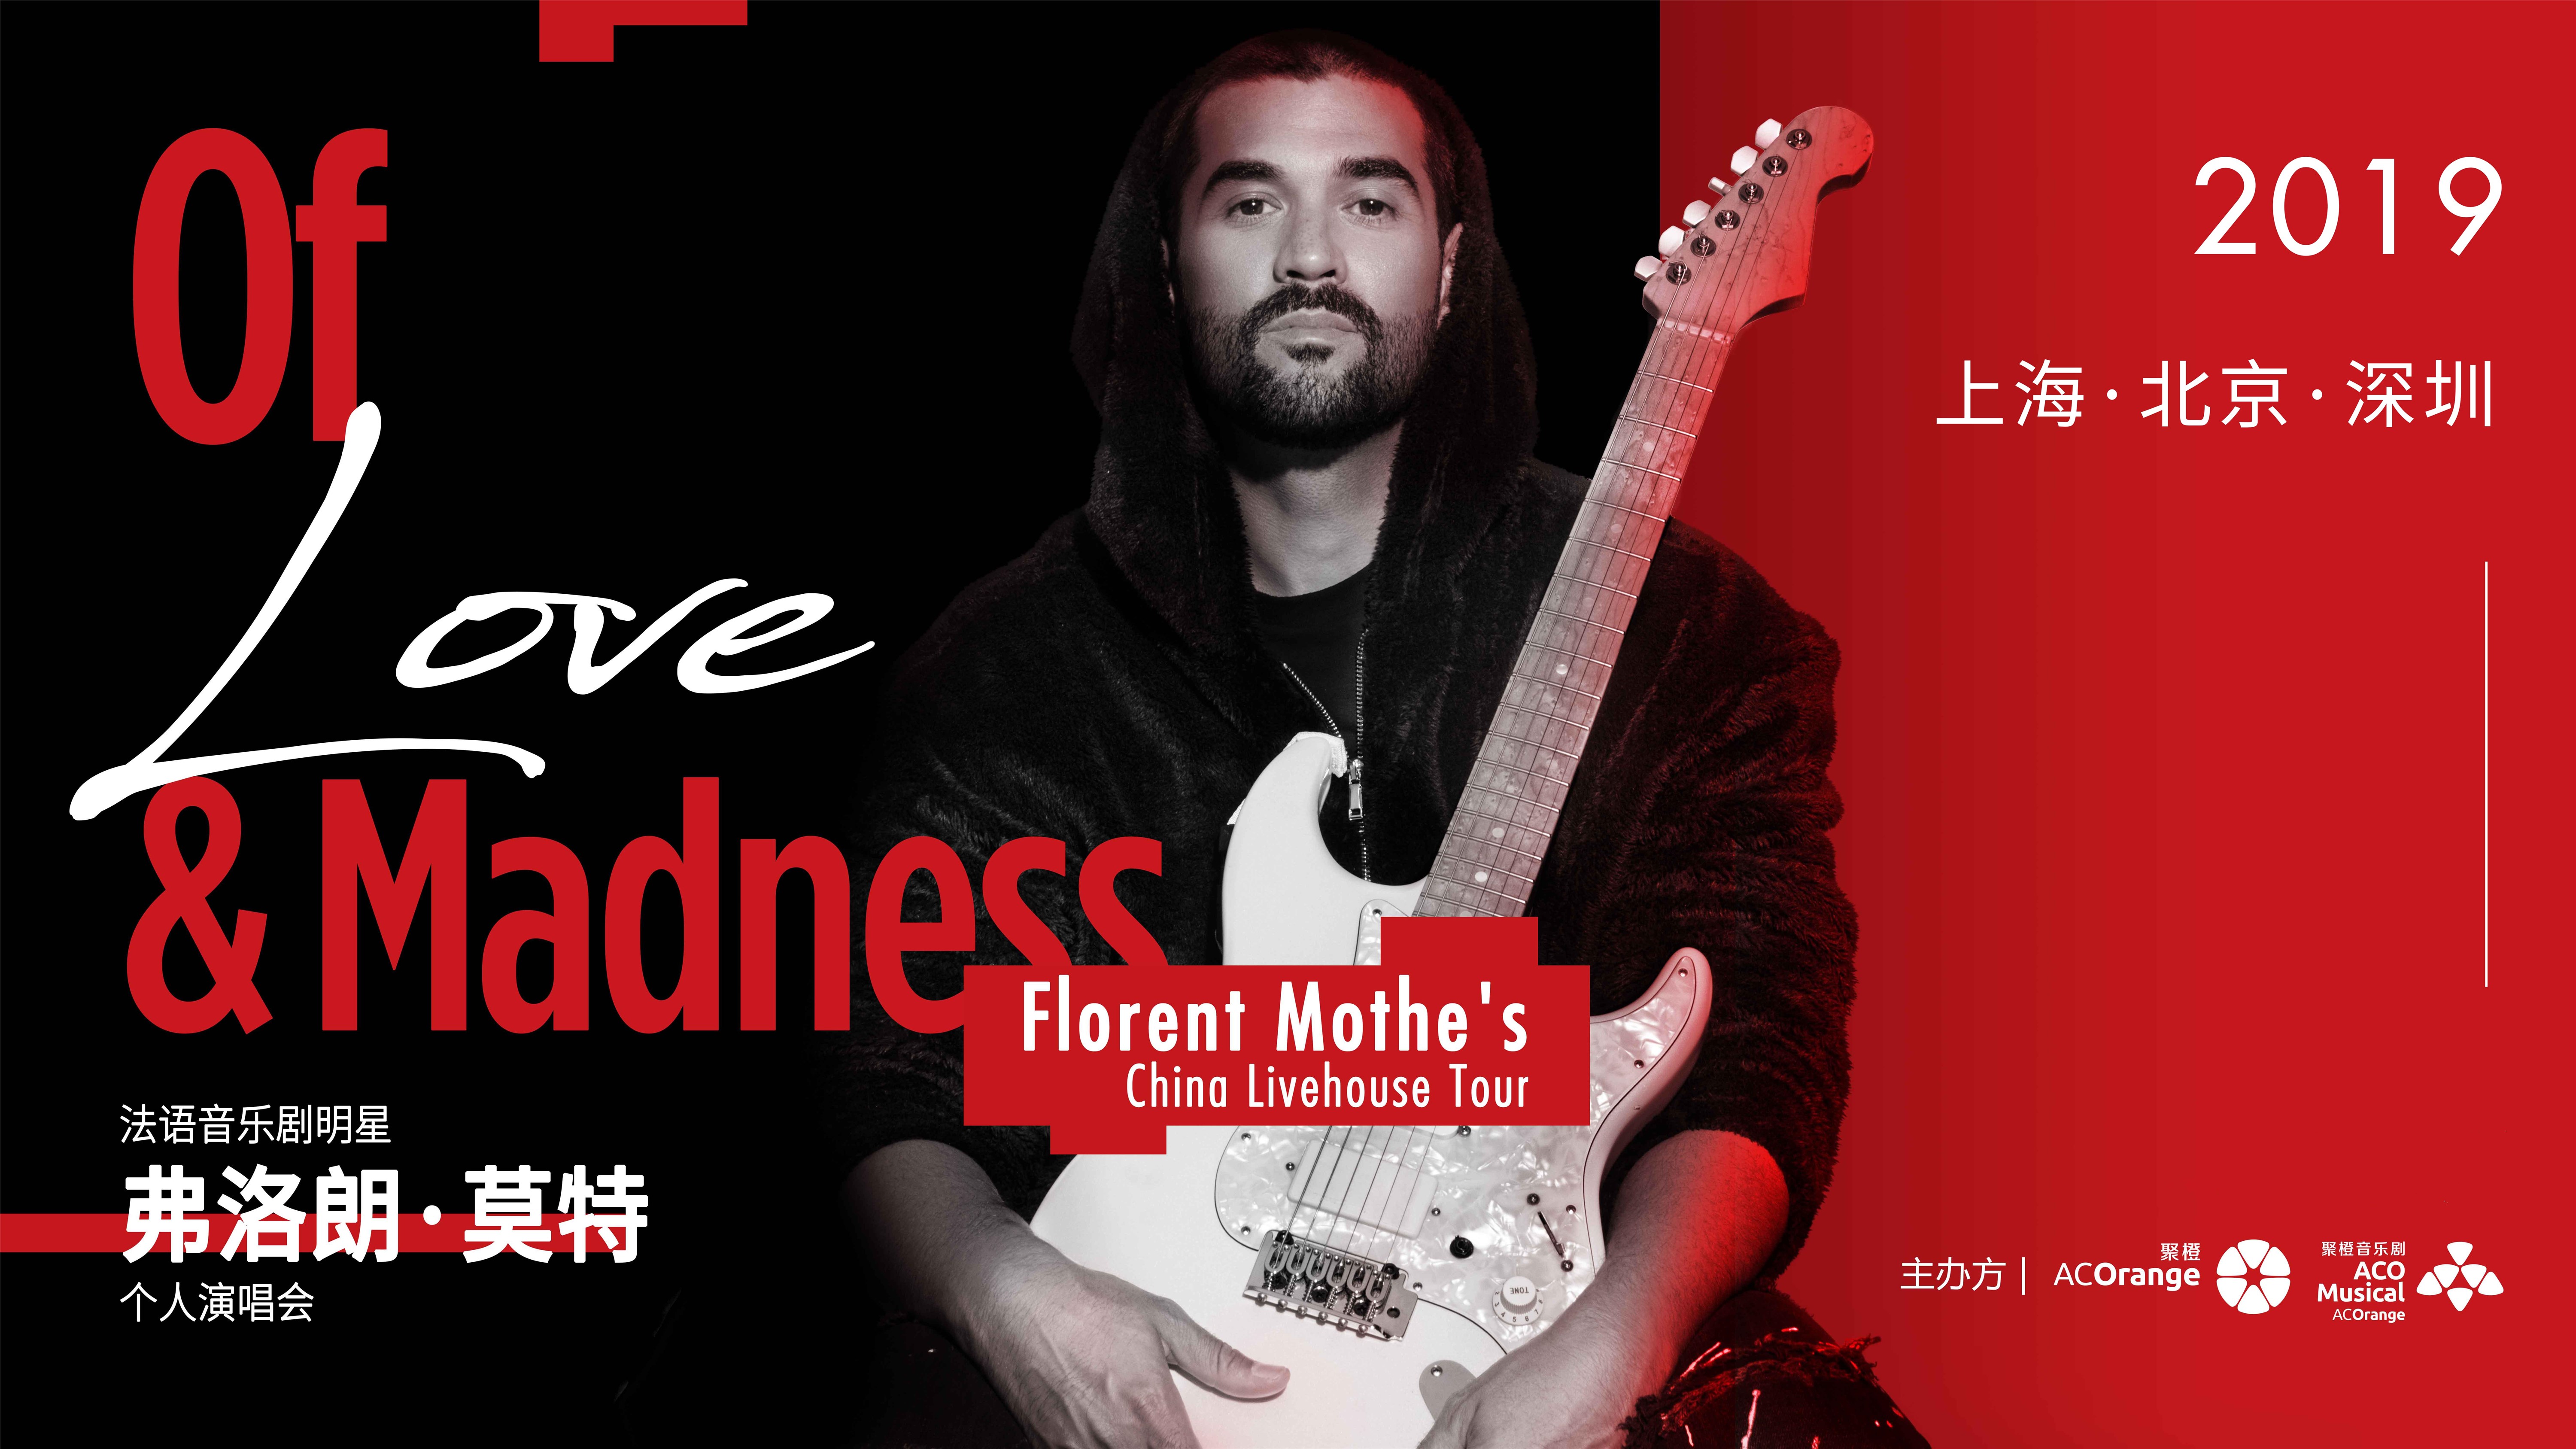 Of
Love
& Madness
Florent Mothe's
China Livehouse Tour
法语音乐剧明星
弗洛朗·莫特
个人演唱会
2019
上海·北京·深圳
主办方 |
聚橙
ACOrange
聚橙音乐剧
ACO
Musical
ACOrange